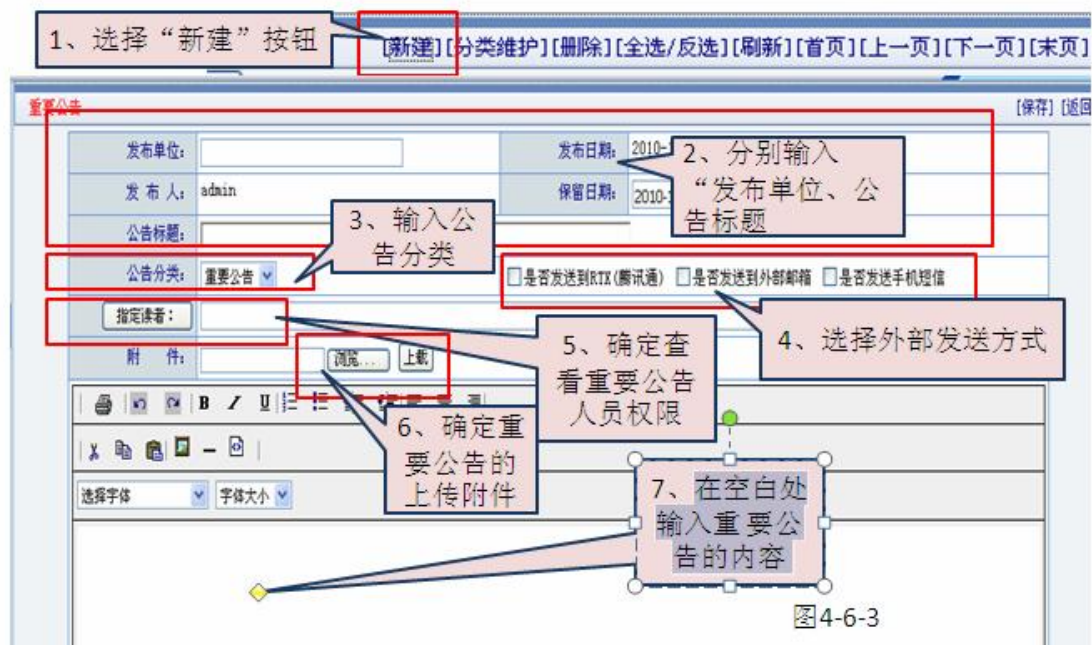 1、选择“新建”按钮
[新建][分类维护][删除][全选/反选][刷新][首页][上一页][下一页][末页]
重要公告
[保存] [返回
发布单位:
发布日期: 2010-
2、分别输入
“发布单位、公
告标题
发 布 人: admin
保留日期: 2010-
公告标题:
3、输入公
告分类
公告分类: 重要公告
是否发送到RTX(腾讯通) 是否发送到外部邮箱 是否发送手机短信
指定读者:
4、选择外部发送方式
5、确定查
看重要公告
人员权限
附 件:
浏览... 上载
B I U
6、确定重
要公告的
上传附件
选择字体 字体大小
7、在空白处
输入重 要公
告的内容
图4-6-3